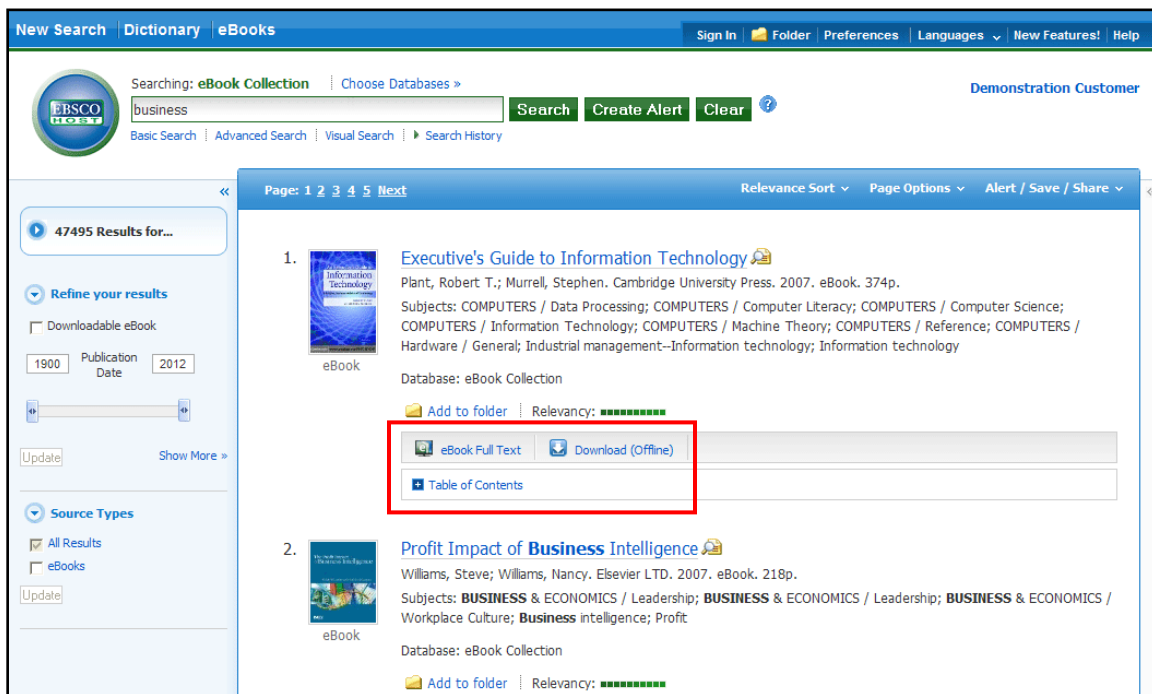 New Search Dictionary eBooks
Sign In Folder Preferences Languages New Features! Help
Searching: eBook Collection Choose Databases »
Demonstration Customer
EBSCO
HOST
business
Search Create Alert Clear ?
Basic Search Advanced Search Visual Search Search History
«
Page: 1 2 3 4 5 Next
Relevance Sort Page Options Alert / Save / Share
«
47495 Results for...
Refine your results
Downloadable eBook
1900 Publication Date 2012
Update
Show More »
Source Types
All Results
eBooks
Update
1.
Information
Technology
eBook
Executive's Guide to Information Technology
Plant, Robert T.; Murrell, Stephen. Cambridge University Press. 2007. eBook. 374p.
Subjects: COMPUTERS / Data Processing; COMPUTERS / Computer Literacy; COMPUTERS / Computer Science;
COMPUTERS / Information Technology; COMPUTERS / Machine Theory; COMPUTERS / Reference; COMPUTERS /
Hardware / General; Industrial management--Information technology; Information technology
Database: eBook Collection
Add to folder Relevancy:
eBook Full Text Download (Offline)
Table of Contents
2.
eBook
Profit Impact of Business Intelligence
Williams, Steve; Williams, Nancy. Elsevier LTD. 2007. eBook. 218p.
Subjects: BUSINESS & ECONOMICS / Leadership; BUSINESS & ECONOMICS / Leadership; BUSINESS & ECONOMICS /
Workplace Culture; Business intelligence; Profit
Database: eBook Collection
Add to folder Relevancy: